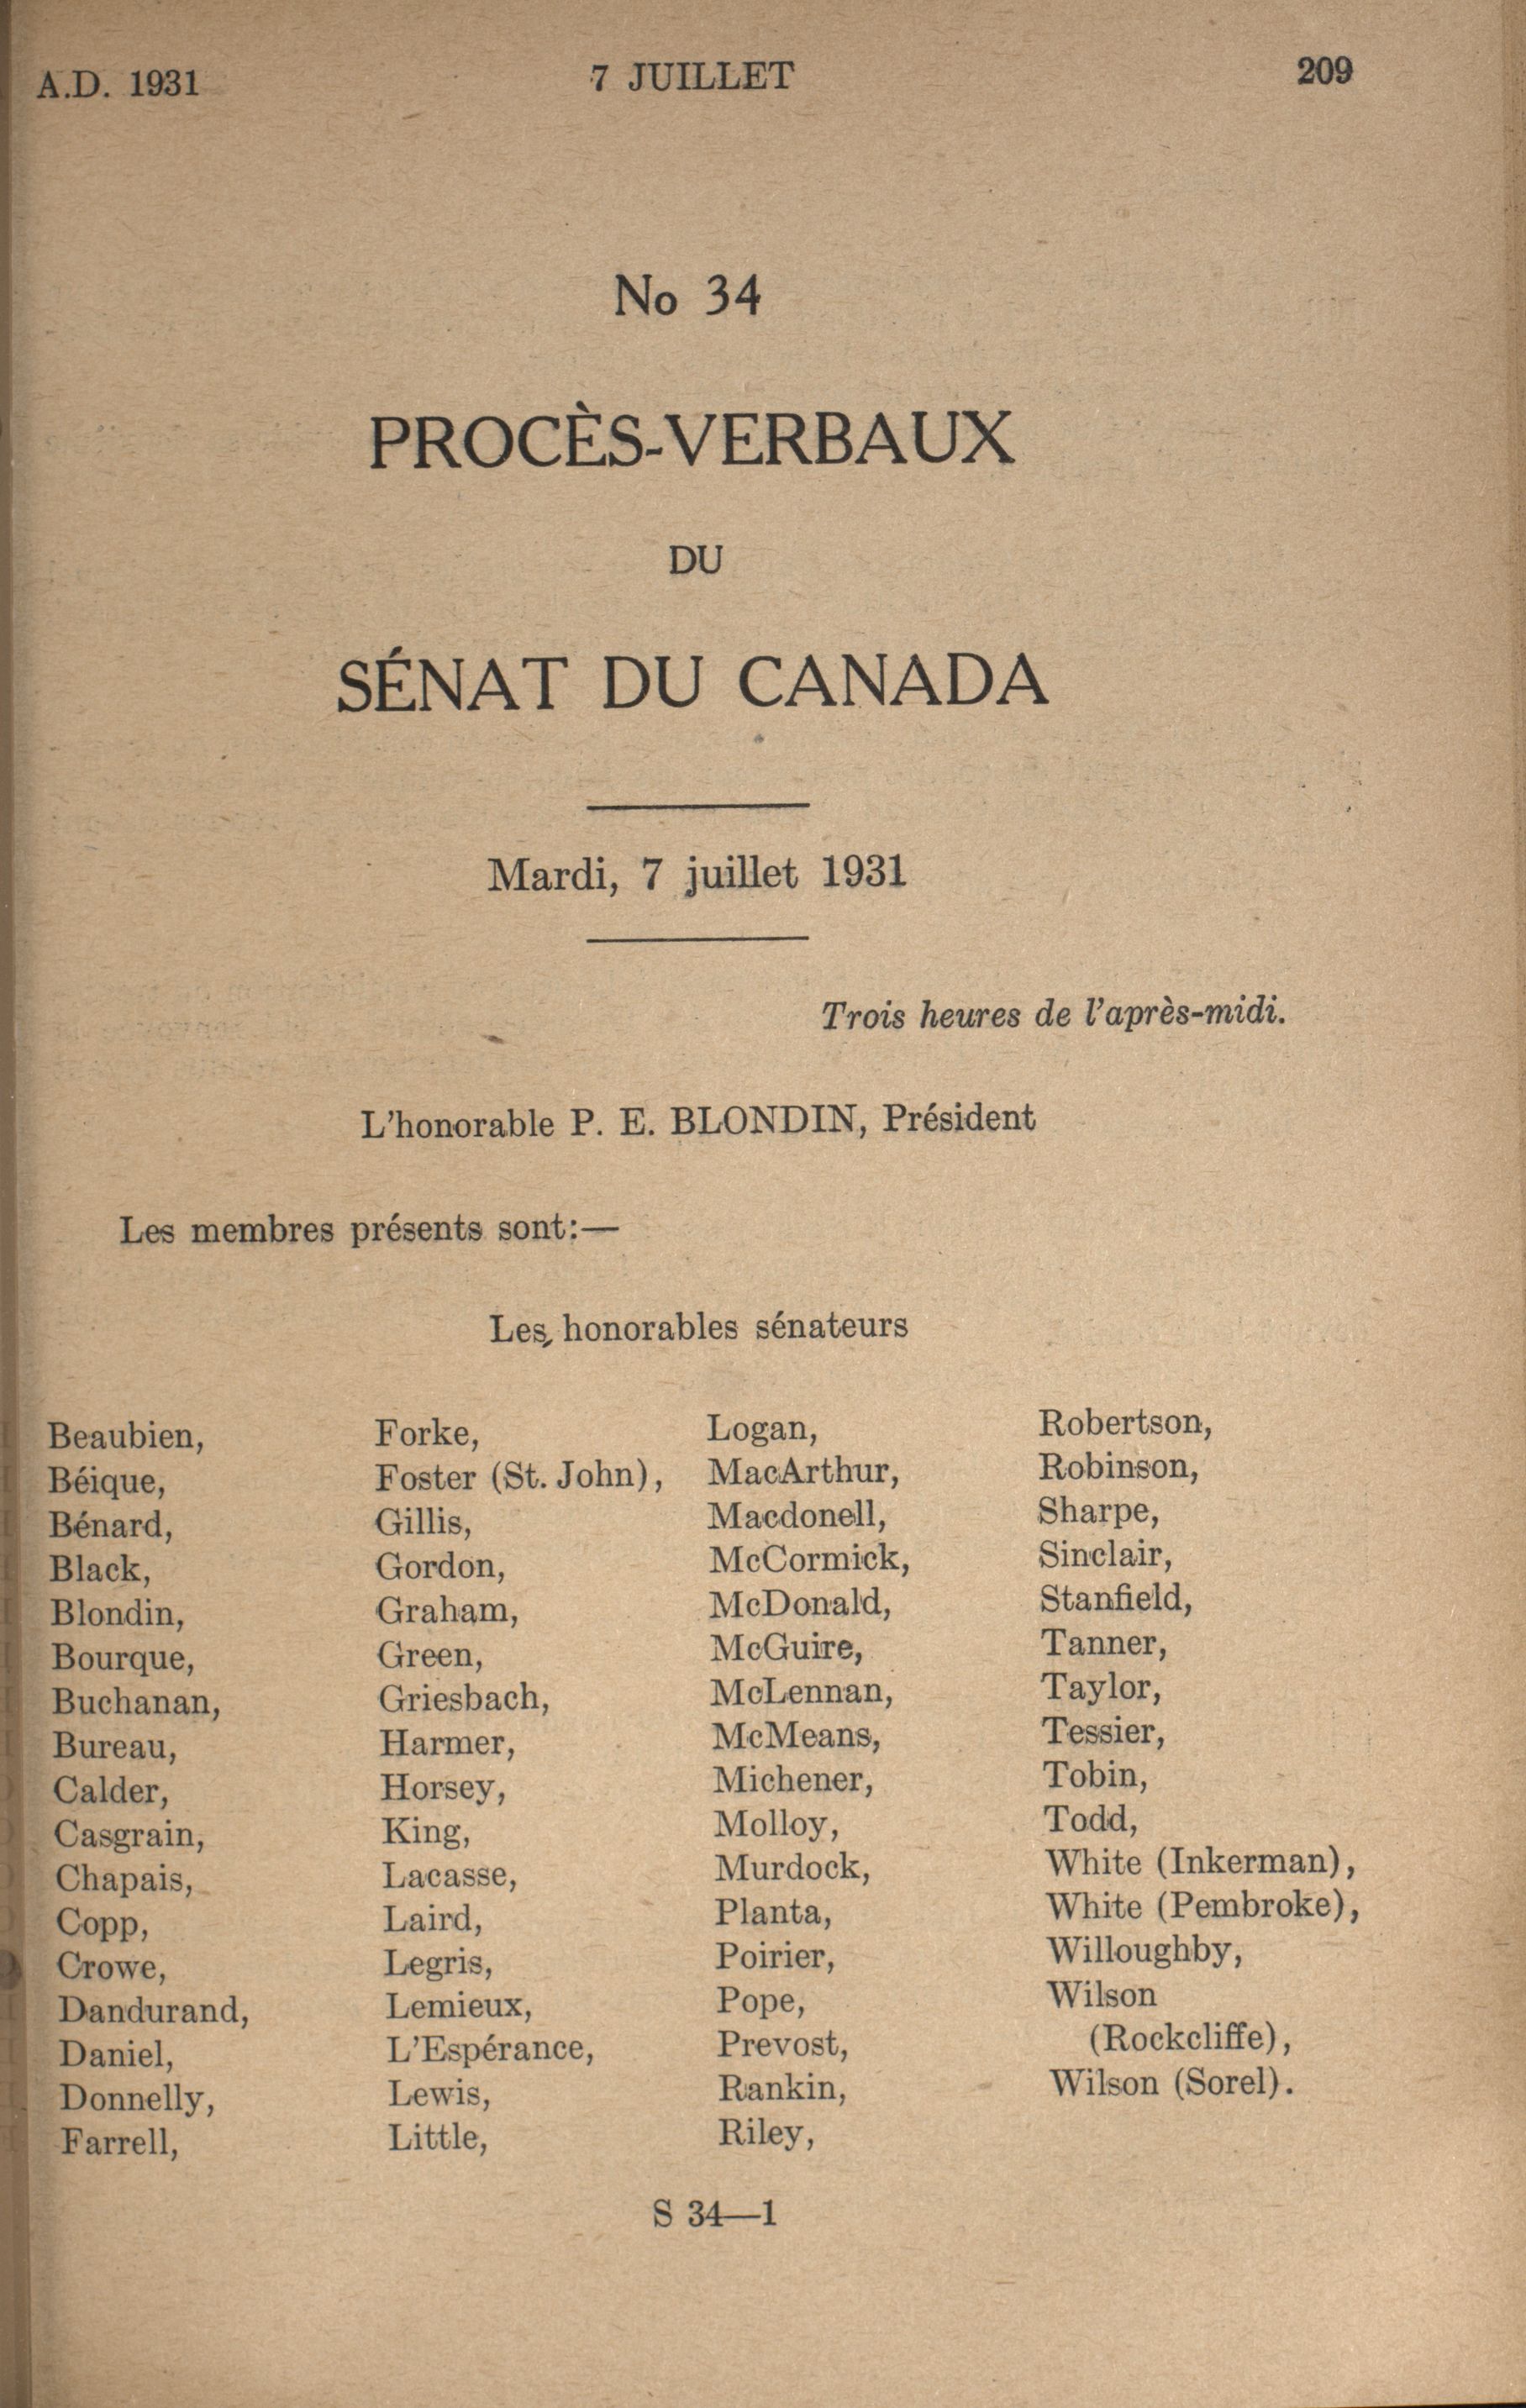 A.D. 1931
7 JUILLET
209
No 34
PROCÈS-VERBAUX
DU
SÉNAT DU CANADA
Mardi, 7 juillet 1931
Trois heures de l'après-midi.
L'honorable P. E. BLONDIN, Président
Les membres présents sont:—
Les honorables sénateurs
Beaubien,
Béique,
Bénard,
Black,
Blondin,
Bourque,
Buchanan,
Bureau,
Calder,
Casgrain,
Chapais,
Copp,
Crowe,
Dandurand,
Daniel,
Donnelly,
Farrell,
Forke,
Foster (St. John),
Gillis,
Gordon,
Graham,
Green,
Griesbach,
Harmer,
Horsey,
King,
Lacasse,
Laird,
Legris,
Lemieux,
L'Espérance,
Lewis,
Little,
Logan,
MacArthur,
Macdonell,
McCormick,
McDonald,
McGuire,
McLennan,
McMeans,
Michener,
Molloy,
Murdock,
Planta,
Poirier,
Pope,
Prevost,
Rankin,
Riley,
Robertson,
Robinson,
Sharpe,
Sinclair,
Stanfield,
Tanner,
Taylor,
Tessier,
Tobin,
Todd,
White (Inkerman),
White (Pembroke),
Willoughby,
Wilson
(Rockcliffe),
Wilson (Sorel).
S 34—1